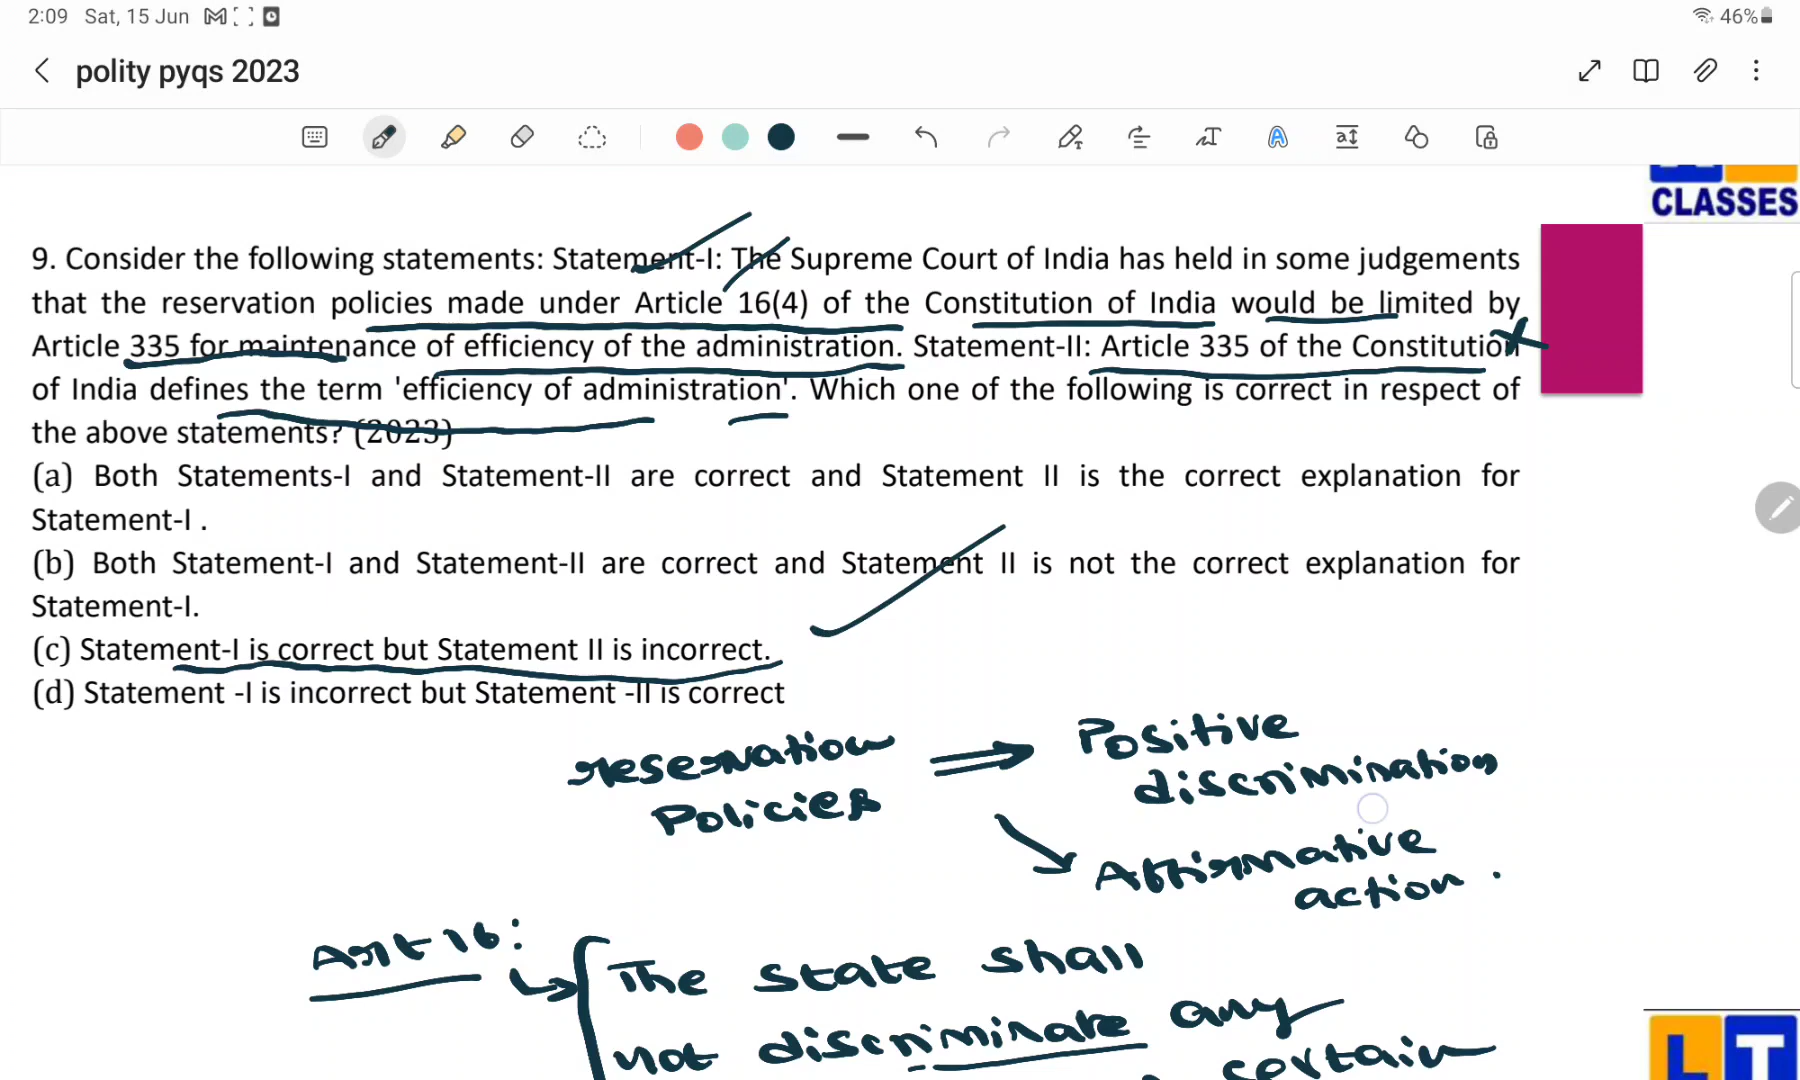 2:09 Sat, 15 Jun
46%
polity pyqs 2023
CLASSES
9. Consider the following statements: Statement-I: The Supreme Court of India has held in some judgements
that the reservation policies made under Article 16(4) of the Constitution of India would be limited by
Article 335 for maintenance of efficiency of the administration. Statement-II: Article 335 of the Constitution
of India defines the term 'efficiency of administration'. Which one of the following is correct in respect of
the above statements? (2023)
(a) Both Statements-I and Statement-II are correct and Statement II is the correct explanation for
Statement-I .
(b) Both Statement-I and Statement-II are correct and Statement II is not the correct explanation for
Statement-I.
(c) Statement-I is correct but Statement II is incorrect.
(d) Statement -I is incorrect but Statement -II is correct
reservation
Policies
Positive
discrimination
Affirmative
action.
Art 16:
The state shall
not discriminate any
certain
LT